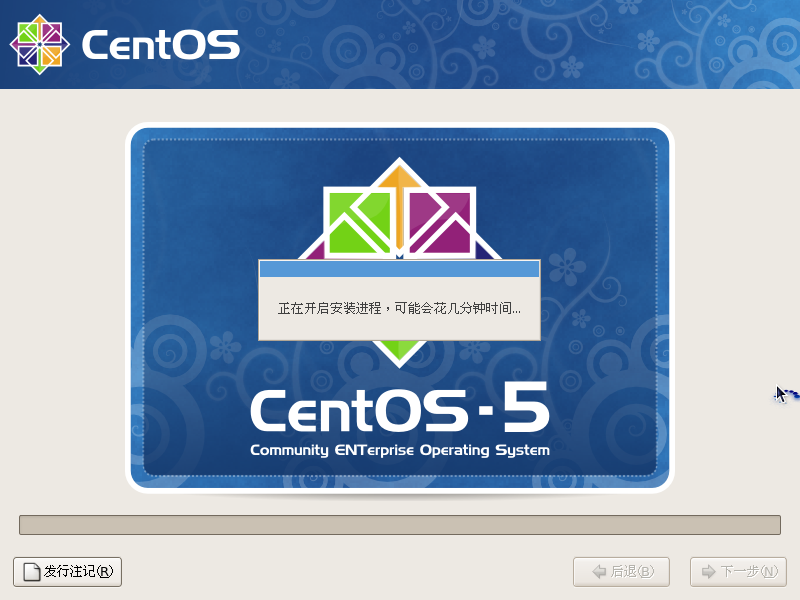 CentOS
正在开启安装进程，可能会花几分钟时间...
CentOS-5
Community ENTerprise Operating System
发行注记(R)
后退(B)
下一步(N)